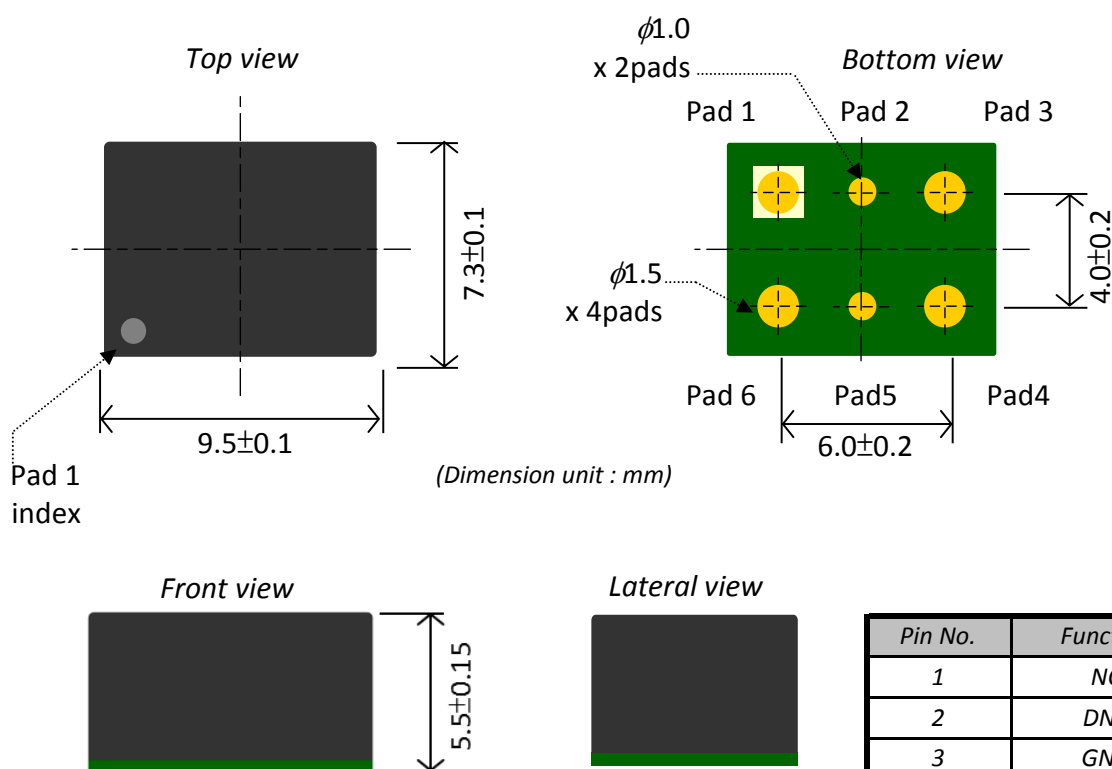 Top view
7.3±0.1
9.5±0.1
Pad 1
index
ϕ1.0
x 2pads
Bottom view
Pad 1 Pad 2 Pad 3
ϕ1.5
x 4pads
4.0±0.2
Pad 6 Pad5 Pad4
6.0±0.2
(Dimension unit : mm)
Front view
5.5±0.15
Lateral view
Pin No.
1
2
3